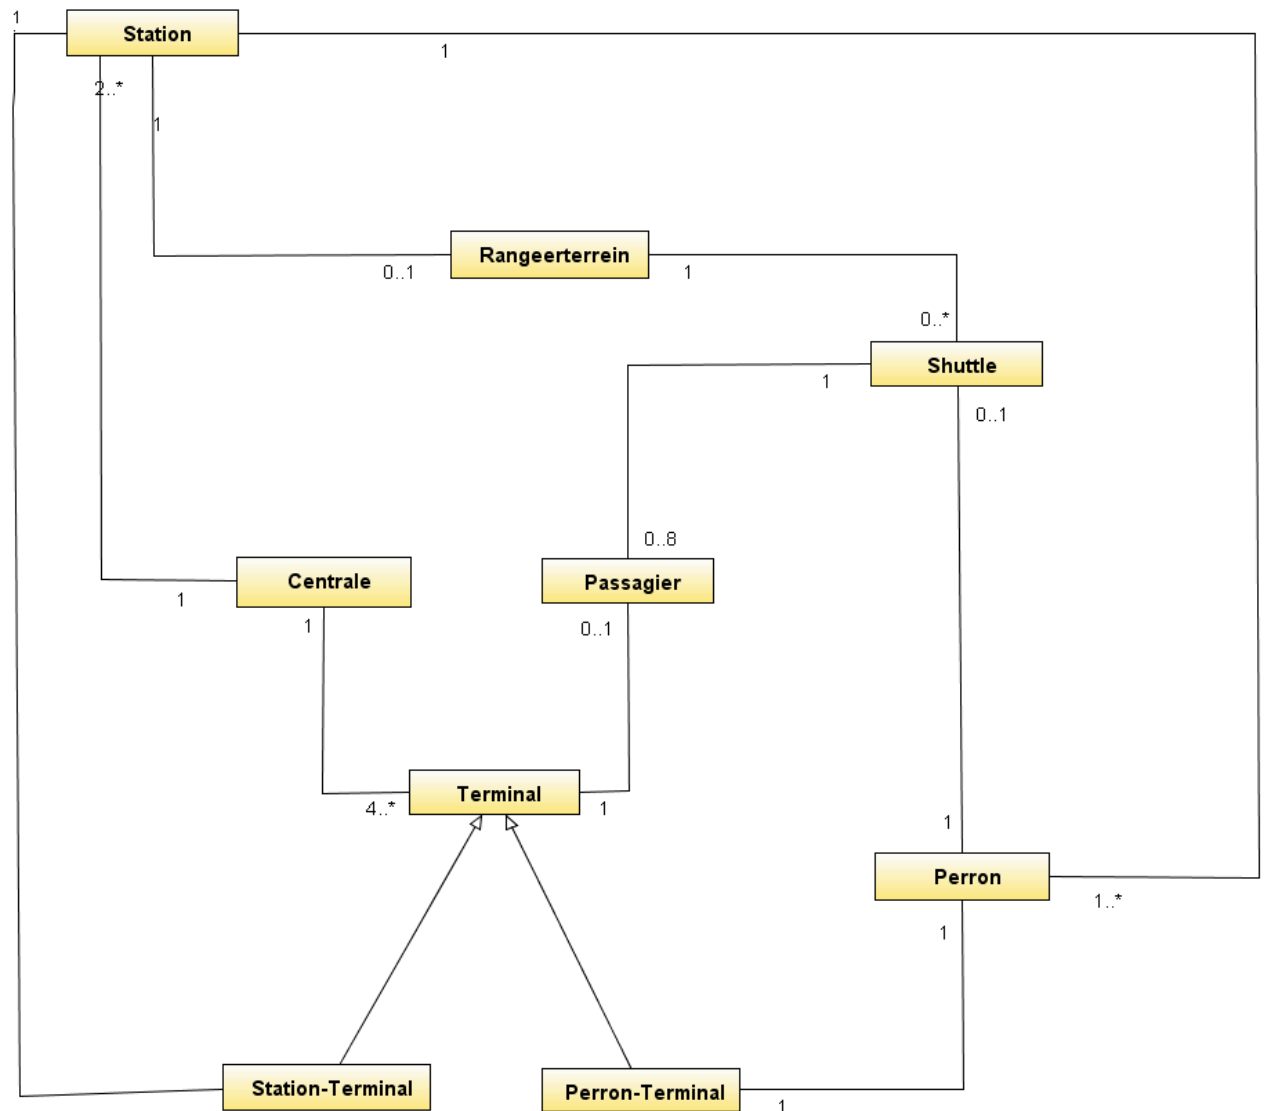 1
Station
1
2..*
1
Rangeerterrein
0..1
1
0..*
Shuttle
1
0..1
0..8
Centrale
Passagier
1
1
0..1
Terminal
4..*
1
1
Perron
1..*
1
Station-Terminal
Perron-Terminal
1